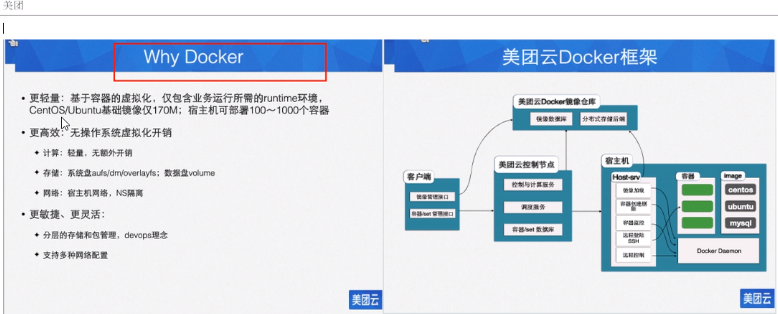 美团
Why Docker
更轻量:基于容器的虚拟化,仅包含业务运行所需的runtime环境,
CentOS/Ubuntu基础镜像仅170M;宿主机可部署100~1000个容器
更高效:无操作系统虚拟化开销
计算:轻量,无额外开销
存储:系统盘aufs/dm/overlayfs;数据盘volume
网络:宿主机网络,NS隔离
更敏捷、更灵活:
分层的存储和包管理,devops理念
支持多种网络配置
美团云
美团云Docker框架
美团云Docker镜像仓库
镜像数据库
分布式存储后端
客户端
镜像管理接口
容器/set 管理接口
美团云控制节点
控制与计算服务
调度服务
容器/set 数据库
宿主机
Host-srv
镜像加载
容器创建删
除
容器监控
远程登陆
SSH
远程控制
容器
image
centos
ubuntu
mysql
Docker Daemon
美团云